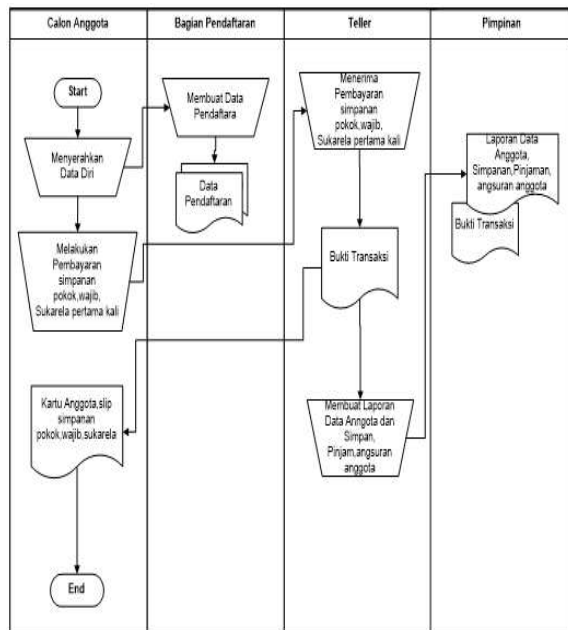 Calon Anggota
Bagian Pendaftaran
Teller
Pimpinan
Start
Menyerahkan
Data Diri
Melakukan
Pembayaran
simpanan
pokok,wajib,
Sukarela pertama kali
Kartu Anggota,slip
simpanan
pokok,wajib,sukarela
End
Membuat Data
Pendaftara
Data
Pendaftaran
Menerima
Pembayaran
simpanan
pokok,wajib,
Sukarela pertama kali
Bukti Transaksi
Membuat Laporan
Data Anngota dan
Simpan,
Pinjam,angsuran
anggota
Laporan Data
Anggota,
Simpanan,Pinjaman,
angsuran anggota
Bukti Transaksi